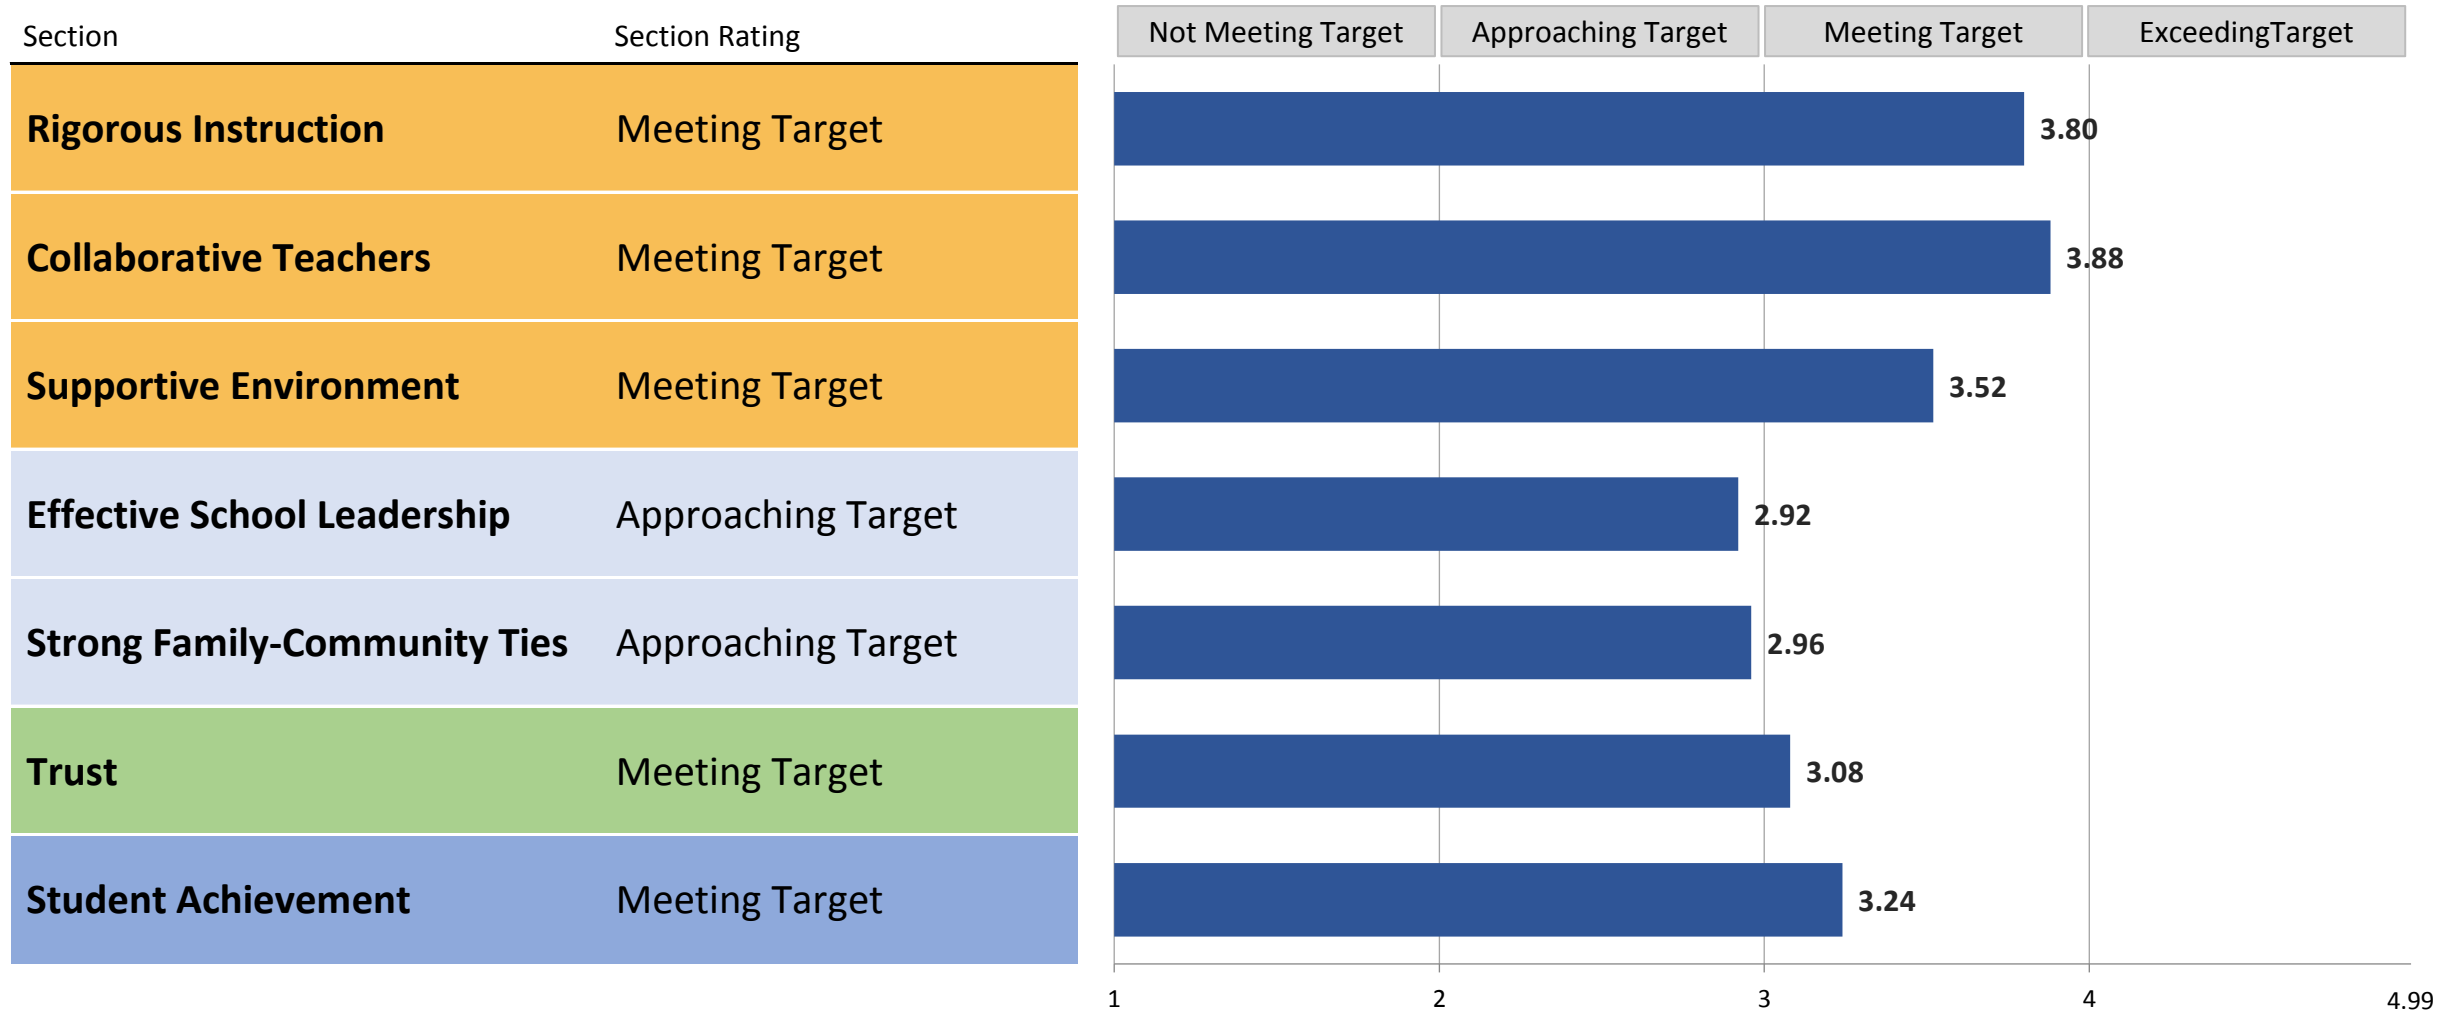 Section Section Rating Not Meeting Target Approaching Target Meeting Target ExceedingTarget
Rigorous Instruction Meeting Target 3.80
Collaborative Teachers Meeting Target 3.88
Supportive Environment Meeting Target 3.52
Effective School Leadership Approaching Target 2.92
Strong Family-Community Ties Approaching Target 2.96
Trust Meeting Target 3.08
Student Achievement Meeting Target 3.24
1 2 3 4 4.99